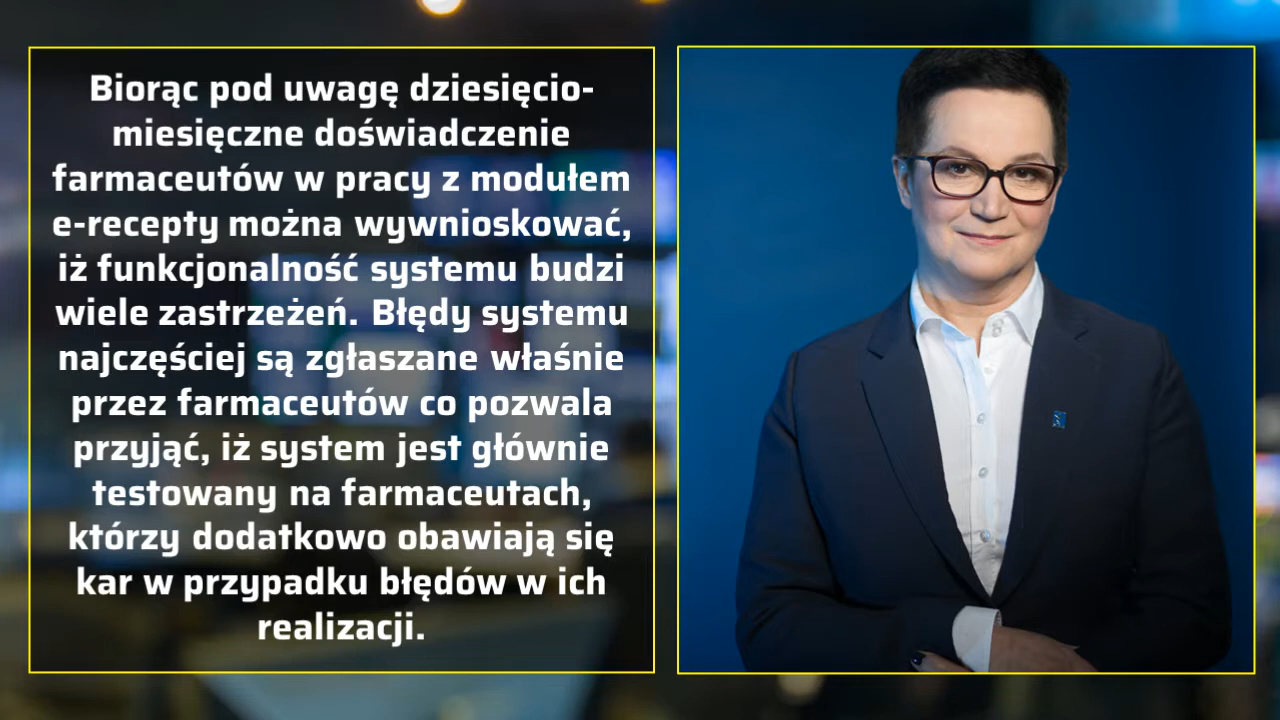 Biorąc pod uwagę dziesięcio-
miesięczne doświadczenie
farmaceutów w pracy z modułem
e-recepty można wywnioskować,
iż funkcjonalność systemu budzi
wiele zastrzeżeń. Błędy systemu
najczęściej są zgłaszane właśnie
przez farmaceutów co pozwala
przyjąć, iż system jest głównie
testowany na farmaceutach,
którzy dodatkowo obawiają się
kar w przypadku błędów w ich
realizacji.